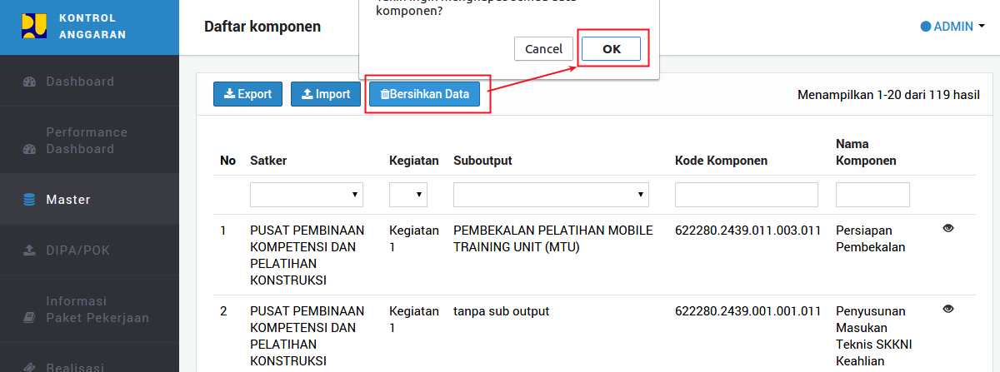 KONTROL
ANGGARAN
Daftar komponen
komponen?
Cancel
OK
ADMIN
Dashboard
Performance
Dashboard
Master
DIPA/POK
Informasi
Paket Pekerjaan
Realisasi
Export
Import
Bersihkan Data
Menampilkan 1-20 dari 119 hasil
No Satker Kegiatan Suboutput Kode Komponen Nama
Komponen
1 PUSAT PEMBINAAN Kegiatan PEMBEKALAN PELATIHAN MOBILE 622280.2439.011.003.011 Persiapan
KOMPETENSI DAN 1 TRAINING UNIT (MTU) Pembekalan
PELATIHAN
KONSTRUKSI
2 PUSAT PEMBINAAN Kegiatan tanpa sub output 622280.2439.001.001.011 Penyusunan
KOMPETENSI DAN 1 Masukan
PELATIHAN Teknis SKKNI
KONSTRUKSI Keahlian